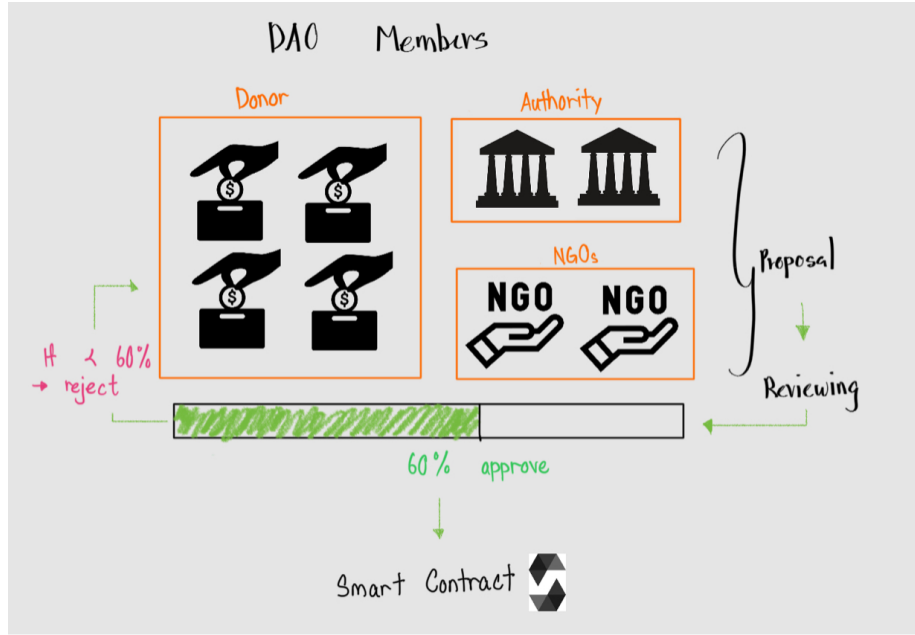 DAO Members
Donor
Authority
$
$
$
$
NGOs
NGO
NGO
Proposal
Reviewing
If < 60%
→ reject
60% approve
Smart Contract